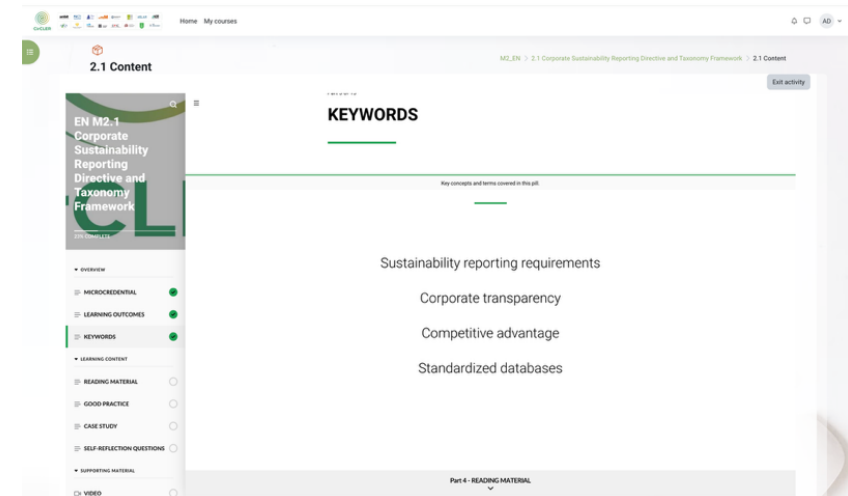 CirCLER
Home My courses
AD
2.1 Content
M2_EN > 2.1 Corporate Sustainability Reporting Directive and Taxonomy Framework > 2.1 Content
Exit activity
EN M2.1
Corporate
Sustainability
Reporting
Directive and
Taxonomy
Framework
COMPLETE
OVERVIEW
MICROCREDENTIAL
LEARNING OUTCOMES
KEYWORDS
LEARNING CONTENT
READING MATERIAL
GOOD PRACTICE
CASE STUDY
SELF-REFLECTION QUESTIONS
SUPPORTING MATERIAL
VIDEO
KEYWORDS
Key concepts and terms covered in this pill.
Sustainability reporting requirements
Corporate transparency
Competitive advantage
Standardized databases
Part 4 - READING MATERIAL